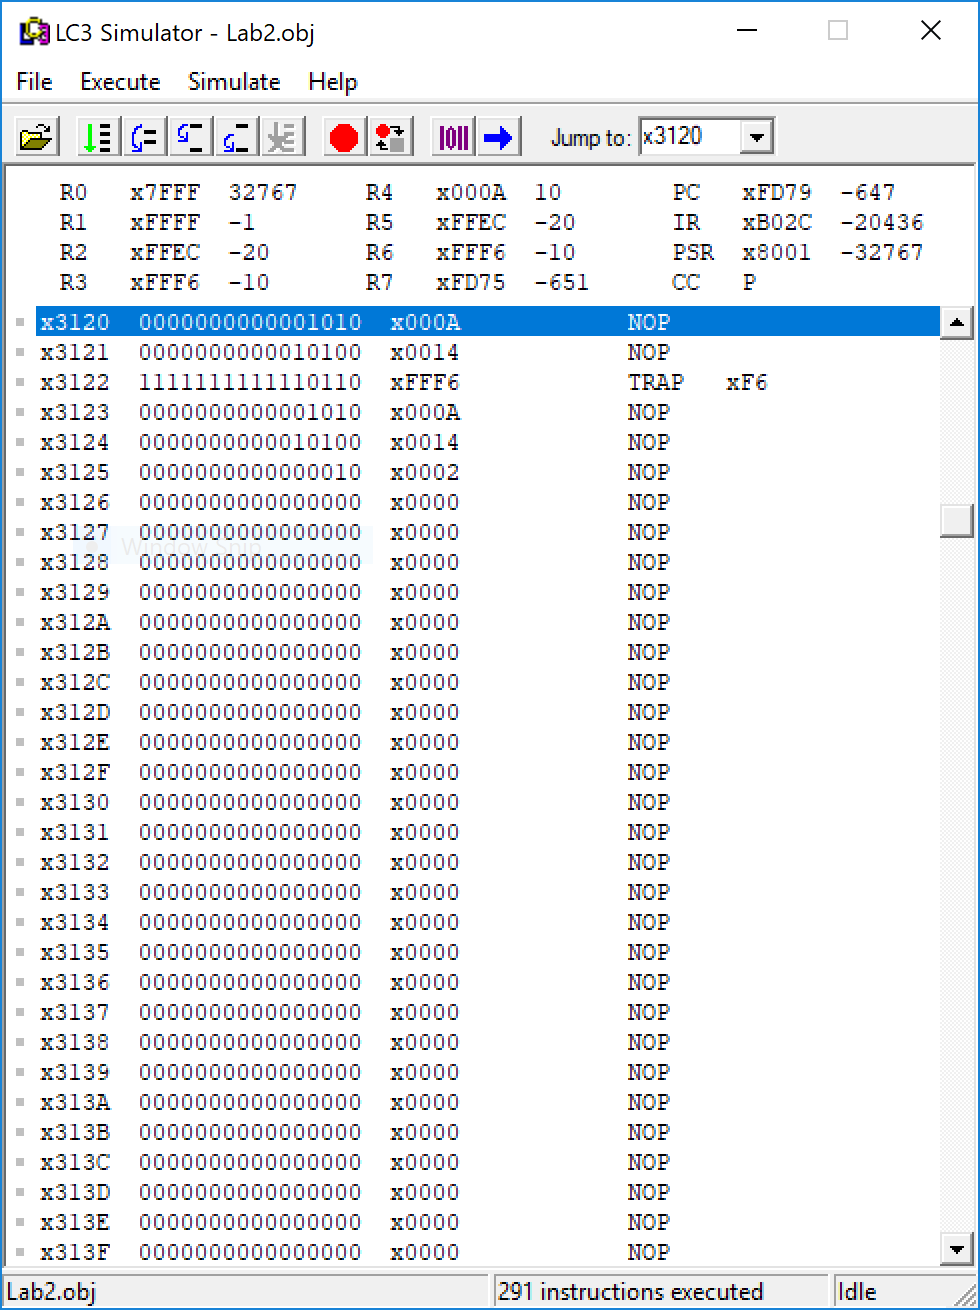 LC3 Simulator - Lab2.obj
File Execute Simulate Help
Jump to: x3120
R0 x7FFF 32767 R4 x000A 10 PC xFD79 -647
R1 xFFFF -1 R5 xFFEC -20 IR xB02C -20436
R2 xFFEC -20 R6 xFFF6 -10 PSR x8001 -32767
R3 xFFF6 -10 R7 xFD75 -651 CC P
x3120 0000000000001010 x000A NOP
x3121 0000000000010100 x0014 NOP
x3122 1111111111110110 xFFF6 TRAP xF6
x3123 0000000000001010 x000A NOP
x3124 0000000000010100 x0014 NOP
x3125 0000000000000010 x0002 NOP
x3126 0000000000000000 x0000 NOP
x3127 0000000000000000 x0000 NOP
Window Snip
x3128 0000000000000000 x0000 NOP
x3129 0000000000000000 x0000 NOP
x312A 0000000000000000 x0000 NOP
x312B 0000000000000000 x0000 NOP
x312C 0000000000000000 x0000 NOP
x312D 0000000000000000 x0000 NOP
x312E 0000000000000000 x0000 NOP
x312F 0000000000000000 x0000 NOP
x3130 0000000000000000 x0000 NOP
x3131 0000000000000000 x0000 NOP
x3132 0000000000000000 x0000 NOP
x3133 0000000000000000 x0000 NOP
x3134 0000000000000000 x0000 NOP
x3135 0000000000000000 x0000 NOP
x3136 0000000000000000 x0000 NOP
x3137 0000000000000000 x0000 NOP
x3138 0000000000000000 x0000 NOP
x3139 0000000000000000 x0000 NOP
x313A 0000000000000000 x0000 NOP
x313B 0000000000000000 x0000 NOP
x313C 0000000000000000 x0000 NOP
x313D 0000000000000000 x0000 NOP
x313E 0000000000000000 x0000 NOP
x313F 0000000000000000 x0000 NOP
Lab2.obj 291 instructions executed Idle